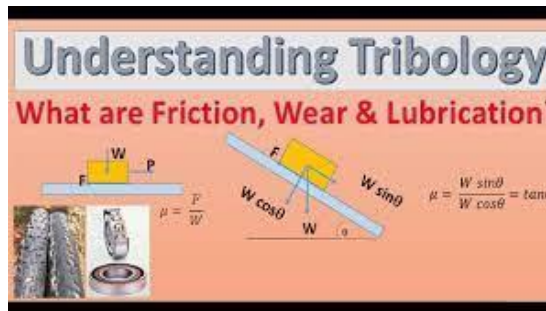 Understanding Tribology
What are Friction, Wear & Lubrication
W
P
F
μ = F/W
F
W cosθ
W
W sinθ
θ
μ = W sinθ / W cosθ = tan